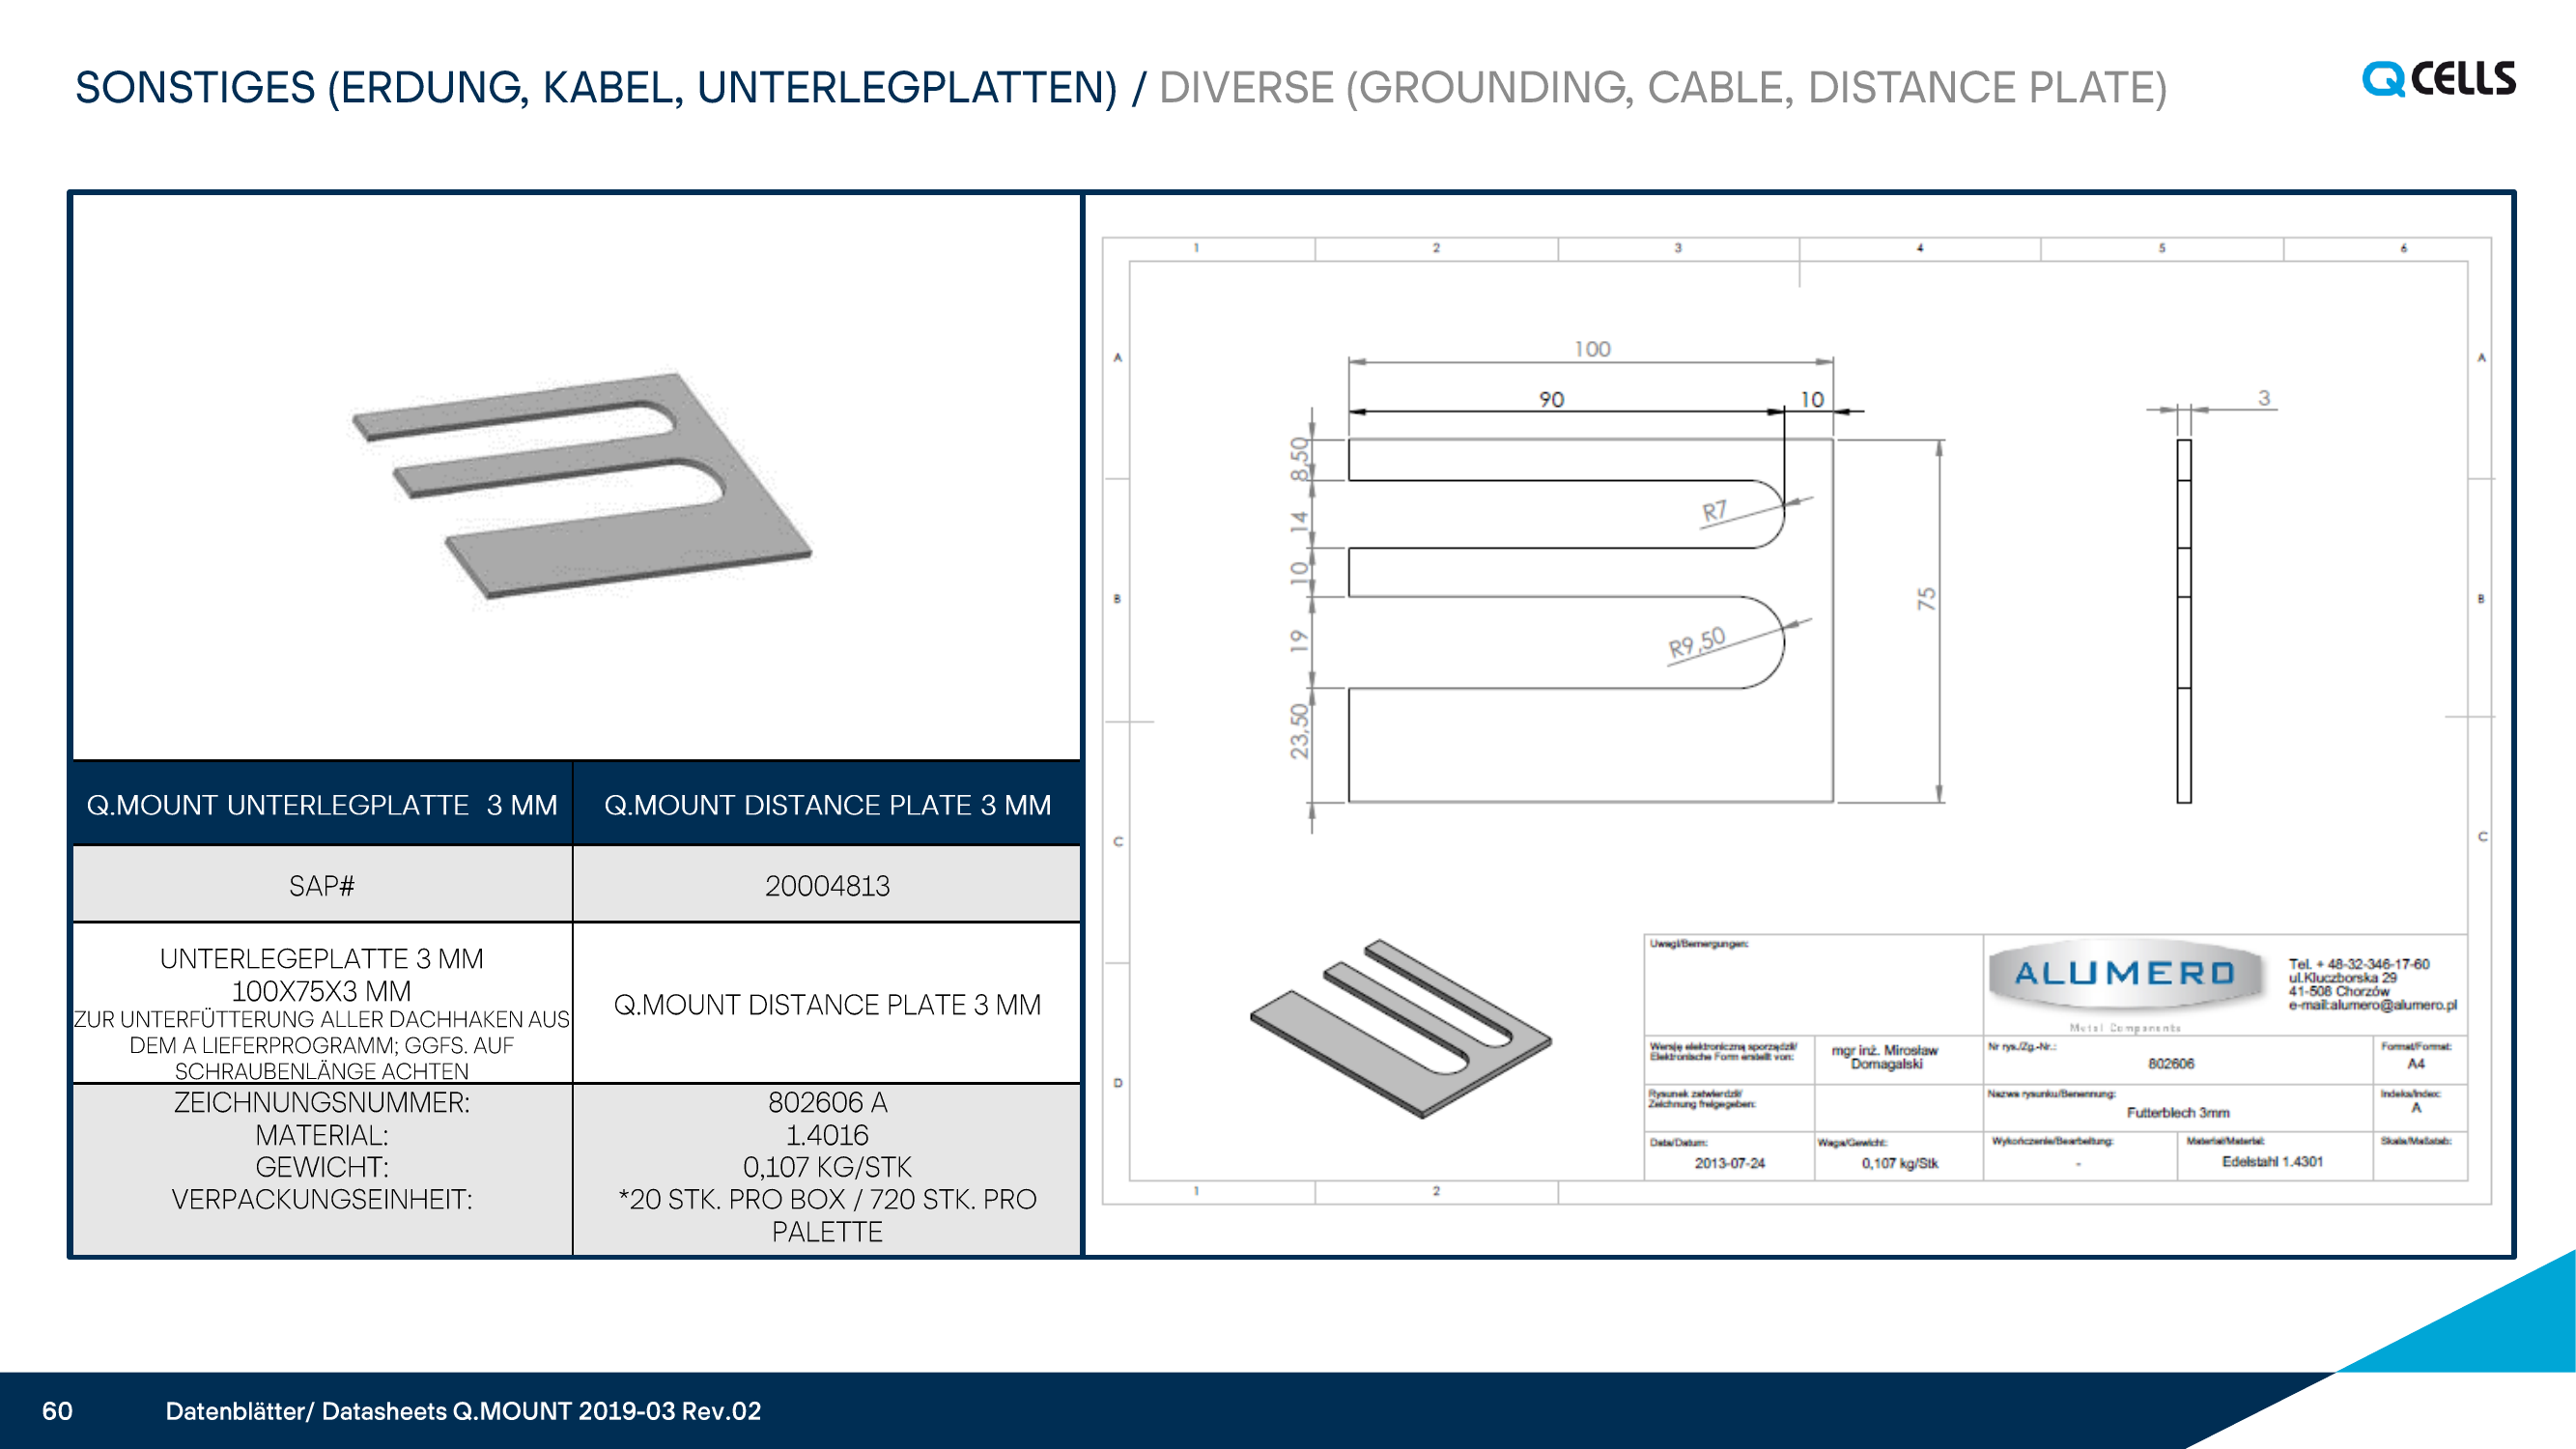 SONSTIGES (ERDUNG, KABEL, UNTERLEGPLATTEN) / DIVERSE (GROUNDING, CABLE, DISTANCE PLATE)
Q CELLS
Q.MOUNT UNTERLEGPLATTE 3 MM
Q.MOUNT DISTANCE PLATE 3 MM
SAP#
20004813
UNTERLEGEPLATTE 3 MM
100X75X3 MM
ZUR UNTERFÜTTERUNG ALLER DACHHAKEN AUS
DEM A LIEFERPROGRAMM; GGFS. AUF
SCHRAUBENLÄNGE ACHTEN
Q.MOUNT DISTANCE PLATE 3 MM
ZEICHNUNGSNUMMER:
802606 A
MATERIAL:
1.4016
GEWICHT:
0,107 KG/STK
VERPACKUNGSEINHEIT:
*20 STK. PRO BOX / 720 STK. PRO
PALETTE
1 2 3 4 5 6
A
A
B
B
C
C
D
100
90
10
3
8,50
14
10
19
23,50
R7
R9,50
75
Uwagi/Bemergungen:
ALUMERO
Metal Components
Tel. + 48-32-346-17-60
ul.Kluczborska 29
41-508 Chorzów
e-mail:alumero@alumero.pl
Wersję elektroniczną sporządził/
Elektronische Form erstellt von:
mgr inż. Mirosław
Domagalski
Nr rys./Zg.-Nr.:
802606
Format/Format:
A4
Rysunek zatwierdził/
Zeichnung freigegeben:
Nazwa rysunku/Benennung:
Futterblech 3mm
Indeks/Index:
A
Data/Datum:
2013-07-24
Waga/Gewicht:
0,107 kg/Stk
Wykończenie/Bearbeitung:
-
Materiał/Material:
Edelstahl 1.4301
Skala/Maßstab:
1 2
60
Datenblätter/ Datasheets Q.MOUNT 2019-03 Rev.02